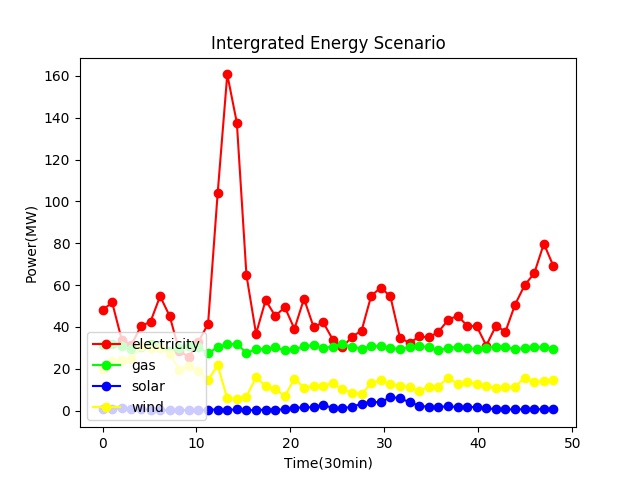 Intergrated Energy Scenario
Power(MW)
160
140
120
100
80
60
40
20
0
electricity
gas
solar
wind
0 10 20 30 40 50
Time(30min)